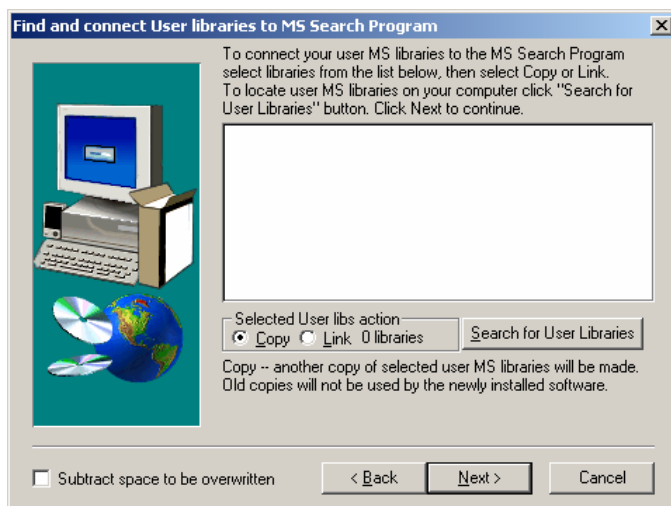 Find and connect User libraries to MS Search Program
To connect your user MS libraries to the MS Search Program
select libraries from the list below, then select Copy or Link.
To locate user MS libraries on your computer click "Search for
User Libraries" button. Click Next to continue.
Selected User libs action
Copy Link 0 libraries
Search for User Libraries
Copy -- another copy of selected user MS libraries will be made.
Old copies will not be used by the newly installed software.
Subtract space to be overwritten
< Back
Next >
Cancel